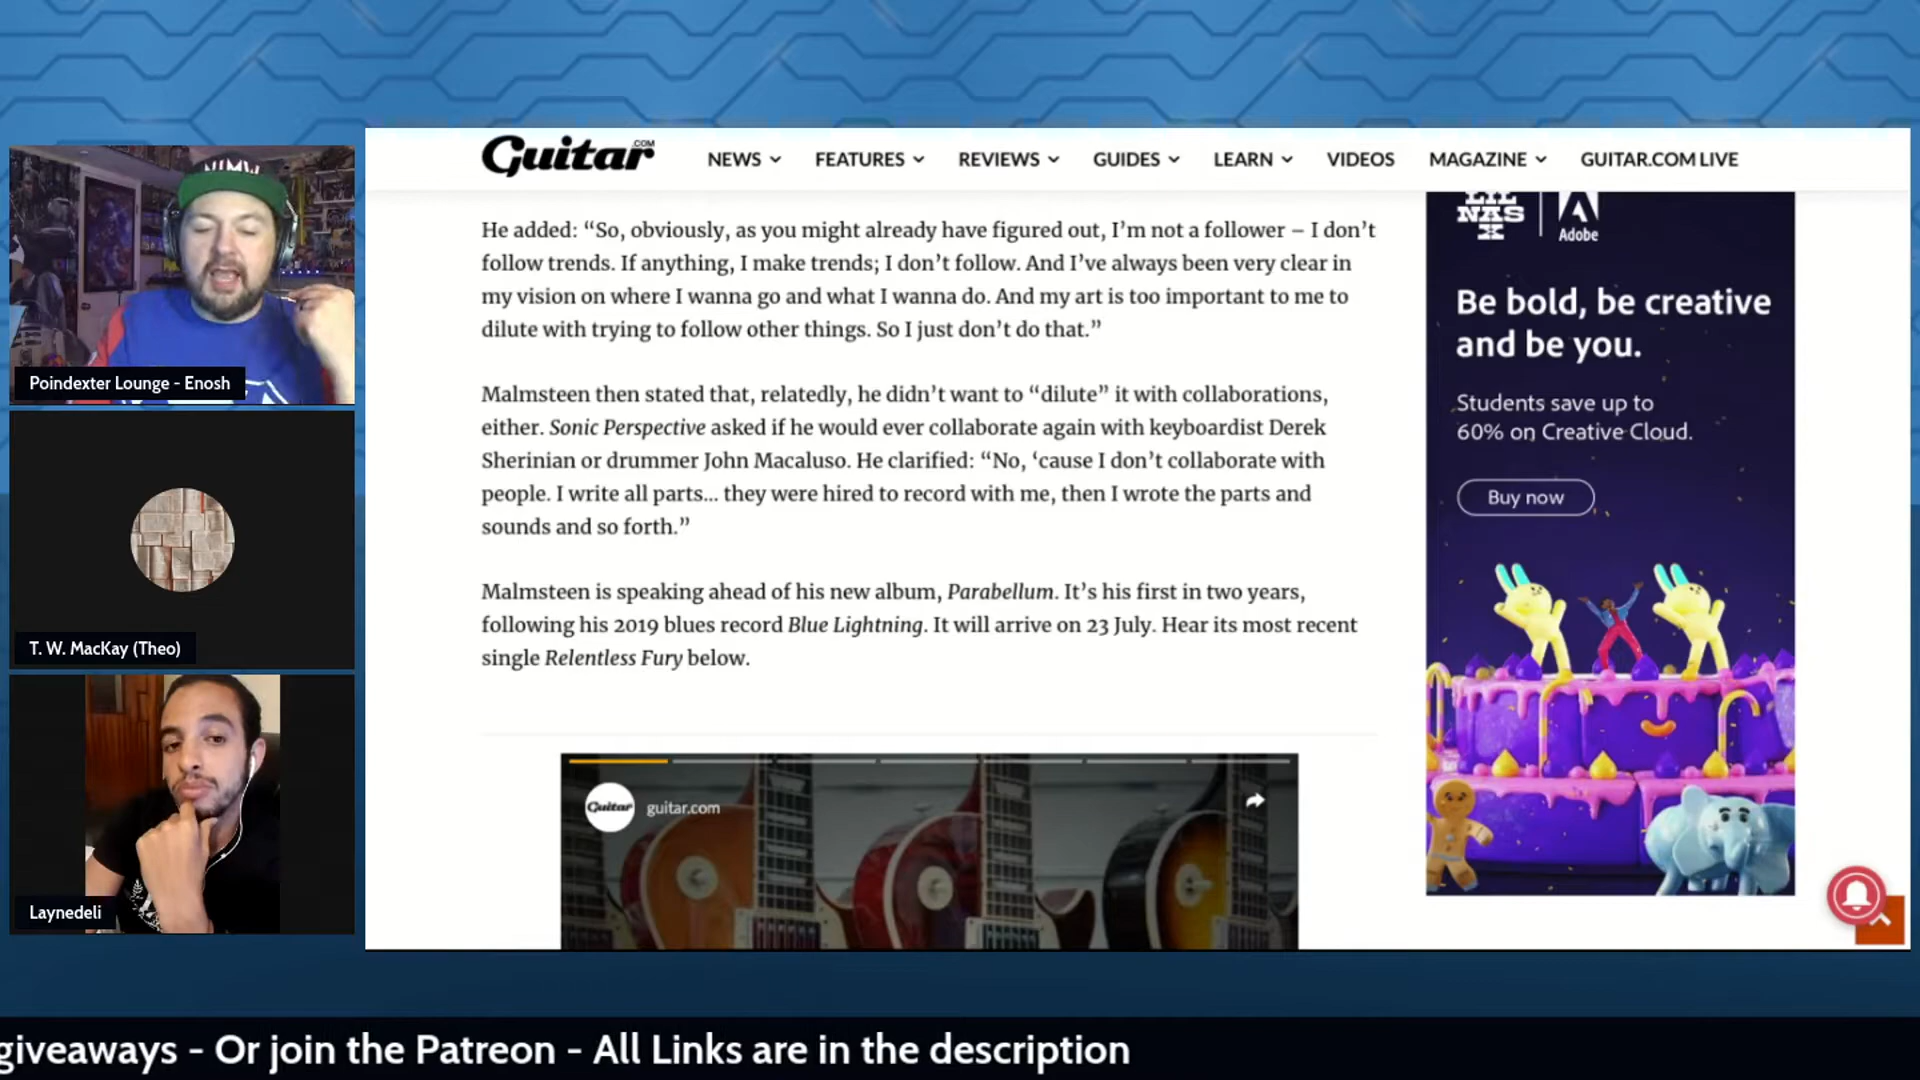 NJMW
Poindexter Lounge - Enosh
T. W. MacKay (Theo)
Laynedeli
Guitar
.COM
NEWS
FEATURES
REVIEWS
GUIDES
LEARN
VIDEOS
MAGAZINE
GUITAR.COM LIVE
He added: “So, obviously, as you might already have figured out, I’m not a follower – I don’t
follow trends. If anything, I make trends; I don’t follow. And I’ve always been very clear in
my vision on where I wanna go and what I wanna do. And my art is too important to me to
dilute with trying to follow other things. So I just don’t do that.”
Malmsteen then stated that, relatedly, he didn’t want to “dilute” it with collaborations,
either. Sonic Perspective asked if he would ever collaborate again with keyboardist Derek
Sherinian or drummer John Macaluso. He clarified: “No, ‘cause I don’t collaborate with
people. I write all parts... they were hired to record with me, then I wrote the parts and
sounds and so forth.”
Malmsteen is speaking ahead of his new album, Parabellum. It’s his first in two years,
following his 2019 blues record Blue Lightning. It will arrive on 23 July. Hear its most recent
single Relentless Fury below.
Guitar
guitar.com
LIL
NAS
X
Adobe
Be bold, be creative
and be you.
Students save up to
60% on Creative Cloud.
Buy now
giveaways - Or join the Patreon - All Links are in the description